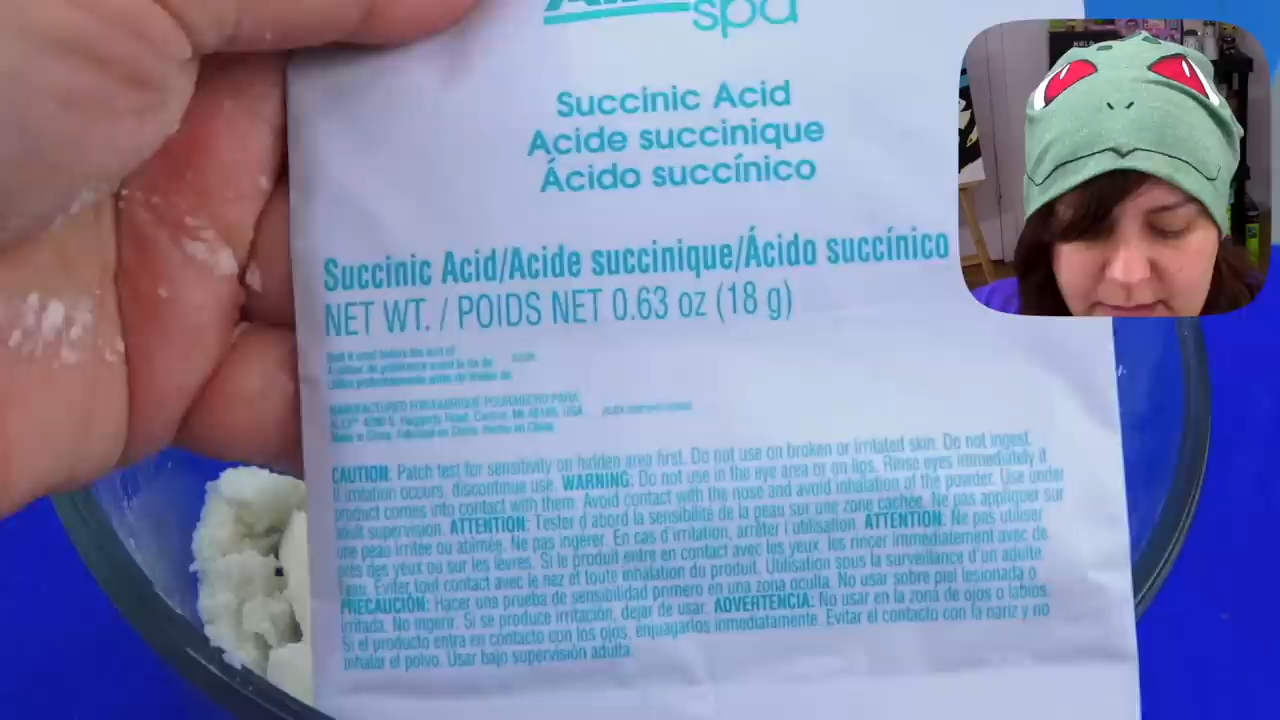 spa
Succinic Acid
Acide succinique
Ácido succínico
Succinic Acid/Acide succinique/Ácido succínico
NET WT. / POIDS NET 0.63 oz (18 g)
CAUTION: Patch test for sensitivity on hidden area first. Do not use on broken or irritated skin. Do not ingest.
If irritation occurs, discontinue use. WARNING: Do not use in the eye area or on lips. Rinse eyes immediately if
product comes into contact with them. Avoid contact with the nose and avoid inhalation of the powder. Use under
adult supervision. ATTENTION: Tester d'abord la sensibilité de la peau sur une zone cachée. Ne pas appliquer sur
une peau irritée ou abîmée. Ne pas ingérer. En cas d'irritation, arrêter l'utilisation. ATTENTION: Ne pas utiliser
près des yeux ou sur les lèvres. Si le produit entre en contact avec les yeux, les rincer immédiatement avec de
l'eau. Éviter tout contact avec le nez et toute inhalation du produit. Utilisation sous la surveillance d'un adulte.
PRECAUCIÓN: Hacer una prueba de sensibilidad primero en una zona oculta. No usar sobre piel lesionada o
irritada. No ingerir. Si se produce irritación, dejar de usar. ADVERTENCIA: No usar en la zona de ojos o labios.
Si el producto entra en contacto con los ojos, enjuagarlos inmediatamente. Evitar el contacto con la nariz y no
inhalar el polvo. Usar bajo supervisión adulta.